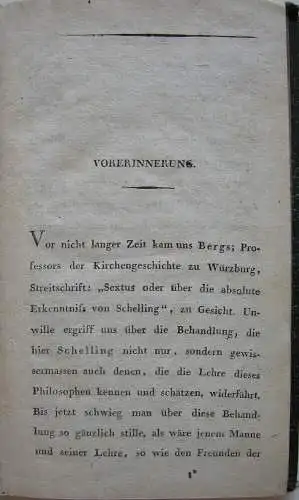 VORERINNERUNG.
Vor nicht langer Zeit kam uns Bergs; Pro-
fessors der Kirchengeschichte zu Würzburg,
Streitschrift: „Sextus oder über die absolute
Erkenntniſs von Schelling“, zu Gesicht. Un-
wille ergriff uns über die Behandlung, die
hier Schelling nicht nur, sondern gewis-
sermassen auch denen, die die Lehre dieses
Philosophen kennen und schätzen, widerfährt.
Bis jetzt schwieg man über diese Behand-
lung so gänzlich stille, als wäre jenem Manne
und seiner Lehre, so wie den Freunden der